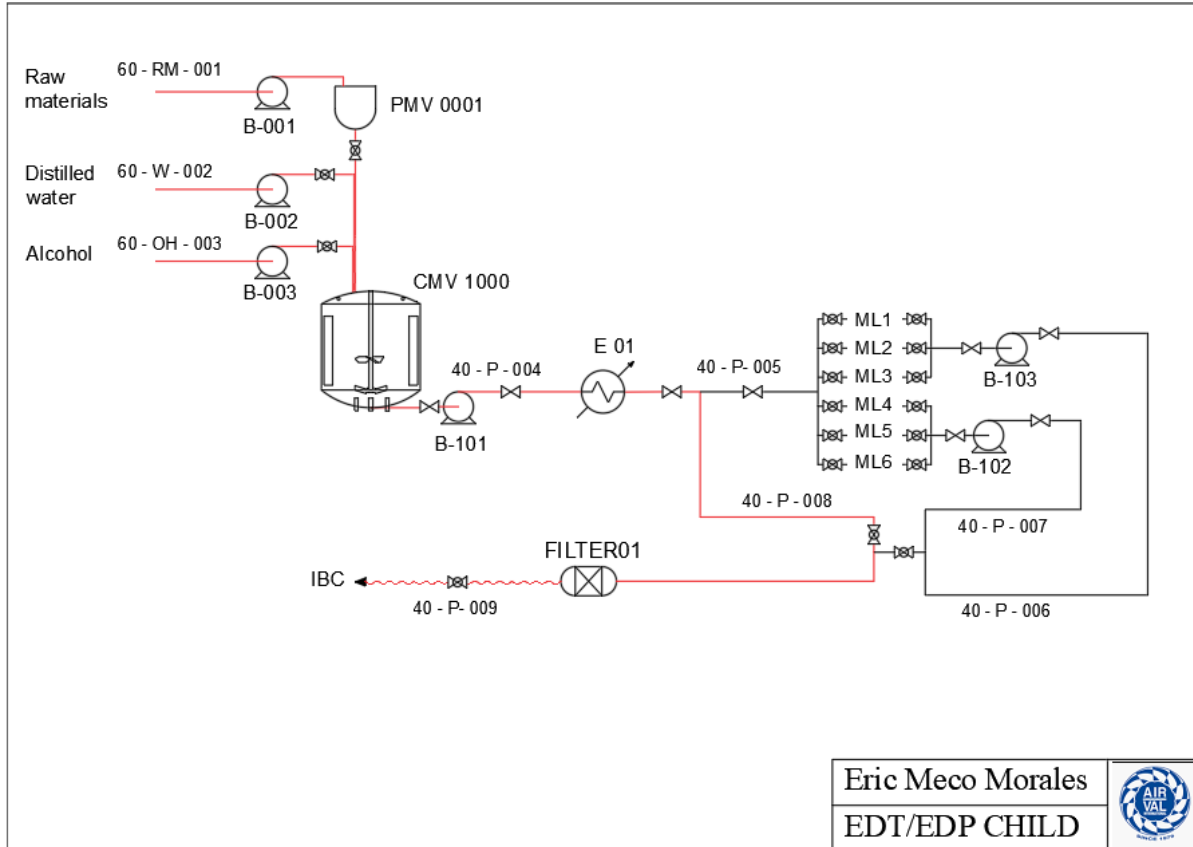 Raw
materials
60 - RM - 001
B-001
PMV 0001
Distilled
water
60 - W - 002
B-002
Alcohol
60 - OH - 003
B-003
CMV 1000
40 - P - 004
B-101
E 01
40 - P - 005
ML1
ML2
ML3
ML4
ML5
ML6
B-103
B-102
40 - P - 008
40 - P - 007
40 - P - 006
FILTER01
IBC
40 - P- 009
Eric Meco Morales
EDT/EDP CHILD
AIR
VAL
INTERNATIONAL